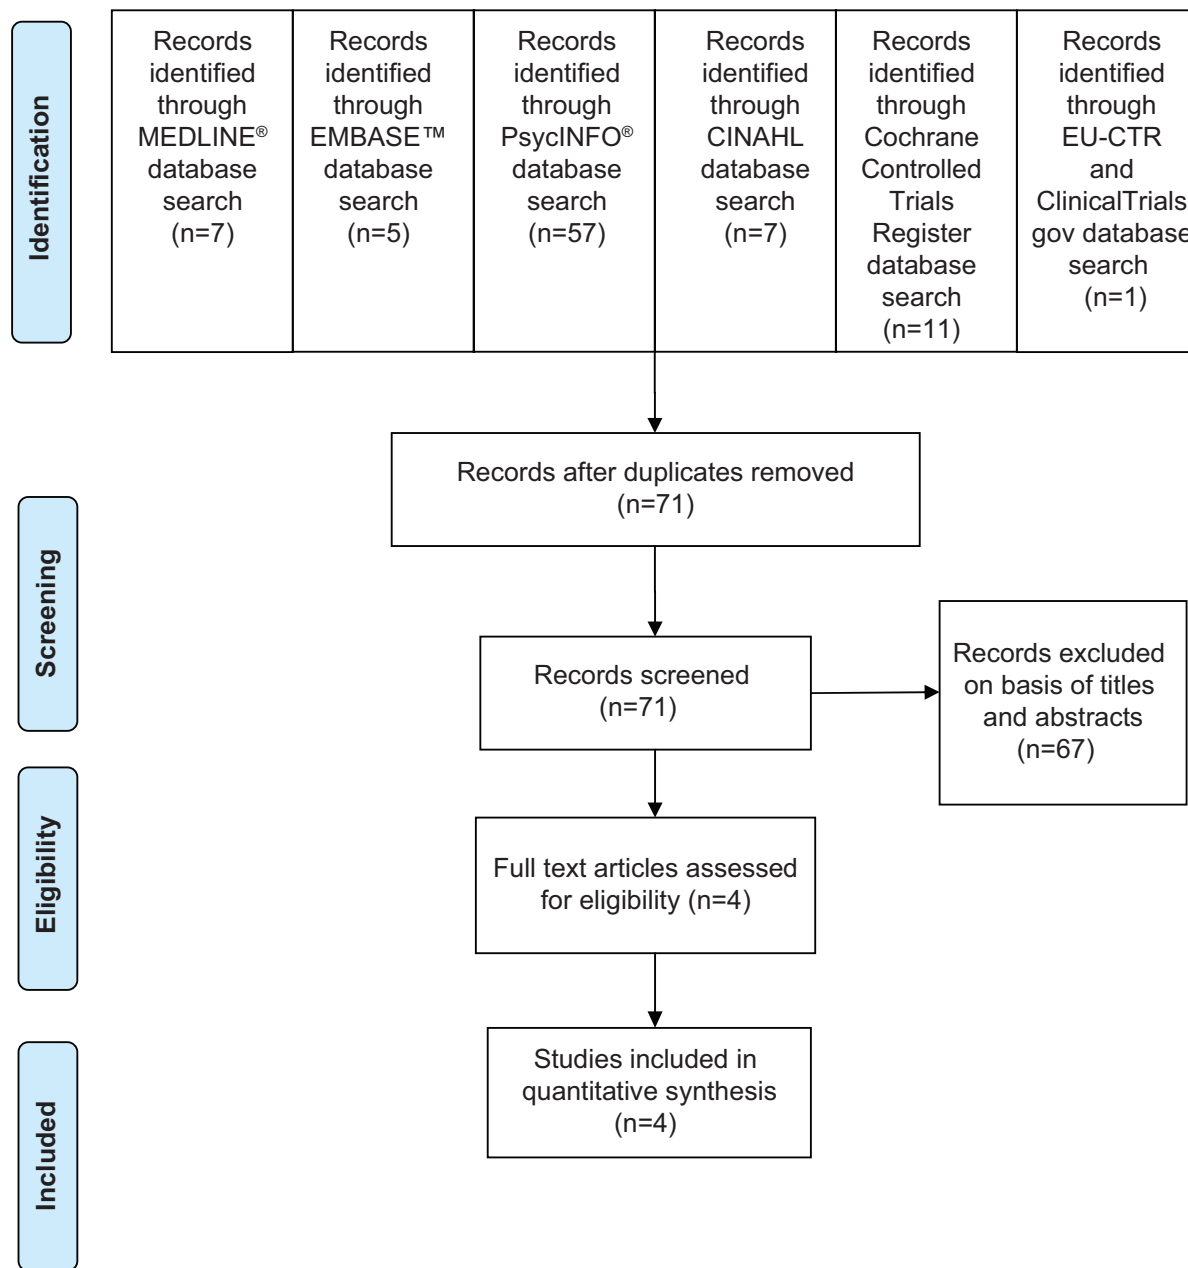 Identification
Records
identified
through
MEDLINE®
database
search
(n=7)
Records
identified
through
EMBASE™
database
search
(n=5)
Records
identified
through
PsycINFO®
database
search
(n=57)
Records
identified
through
CINAHL
database
search
(n=7)
Records
identified
through
Cochrane
Controlled
Trials
Register
database
search
(n=11)
Records
identified
through
EU-CTR
and
ClinicalTrials
gov database
search
(n=1)
Records after duplicates removed
(n=71)
Screening
Records screened
(n=71)
Records excluded
on basis of titles
and abstracts
(n=67)
Eligibility
Full text articles assessed
for eligibility (n=4)
Included
Studies included in
quantitative synthesis
(n=4)